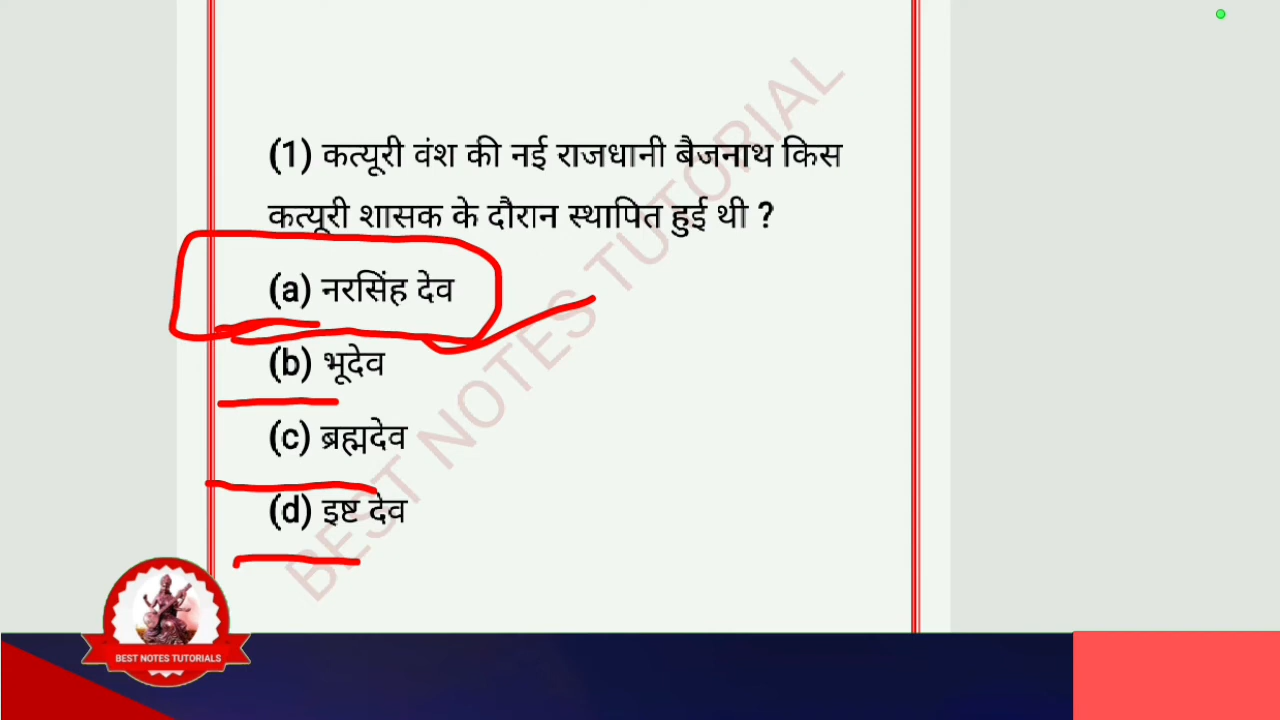 (1) कत्यूरी वंश की नई राजधानी बैजनाथ किस
कत्यूरी शासक के दौरान स्थापित हुई थी ?
(a) नरसिंह देव
(b) भूदेव
(c) ब्रह्मदेव
(d) इष्ट देव
BEST NOTES TUTORIAL
BEST NOTES TUTORIALS